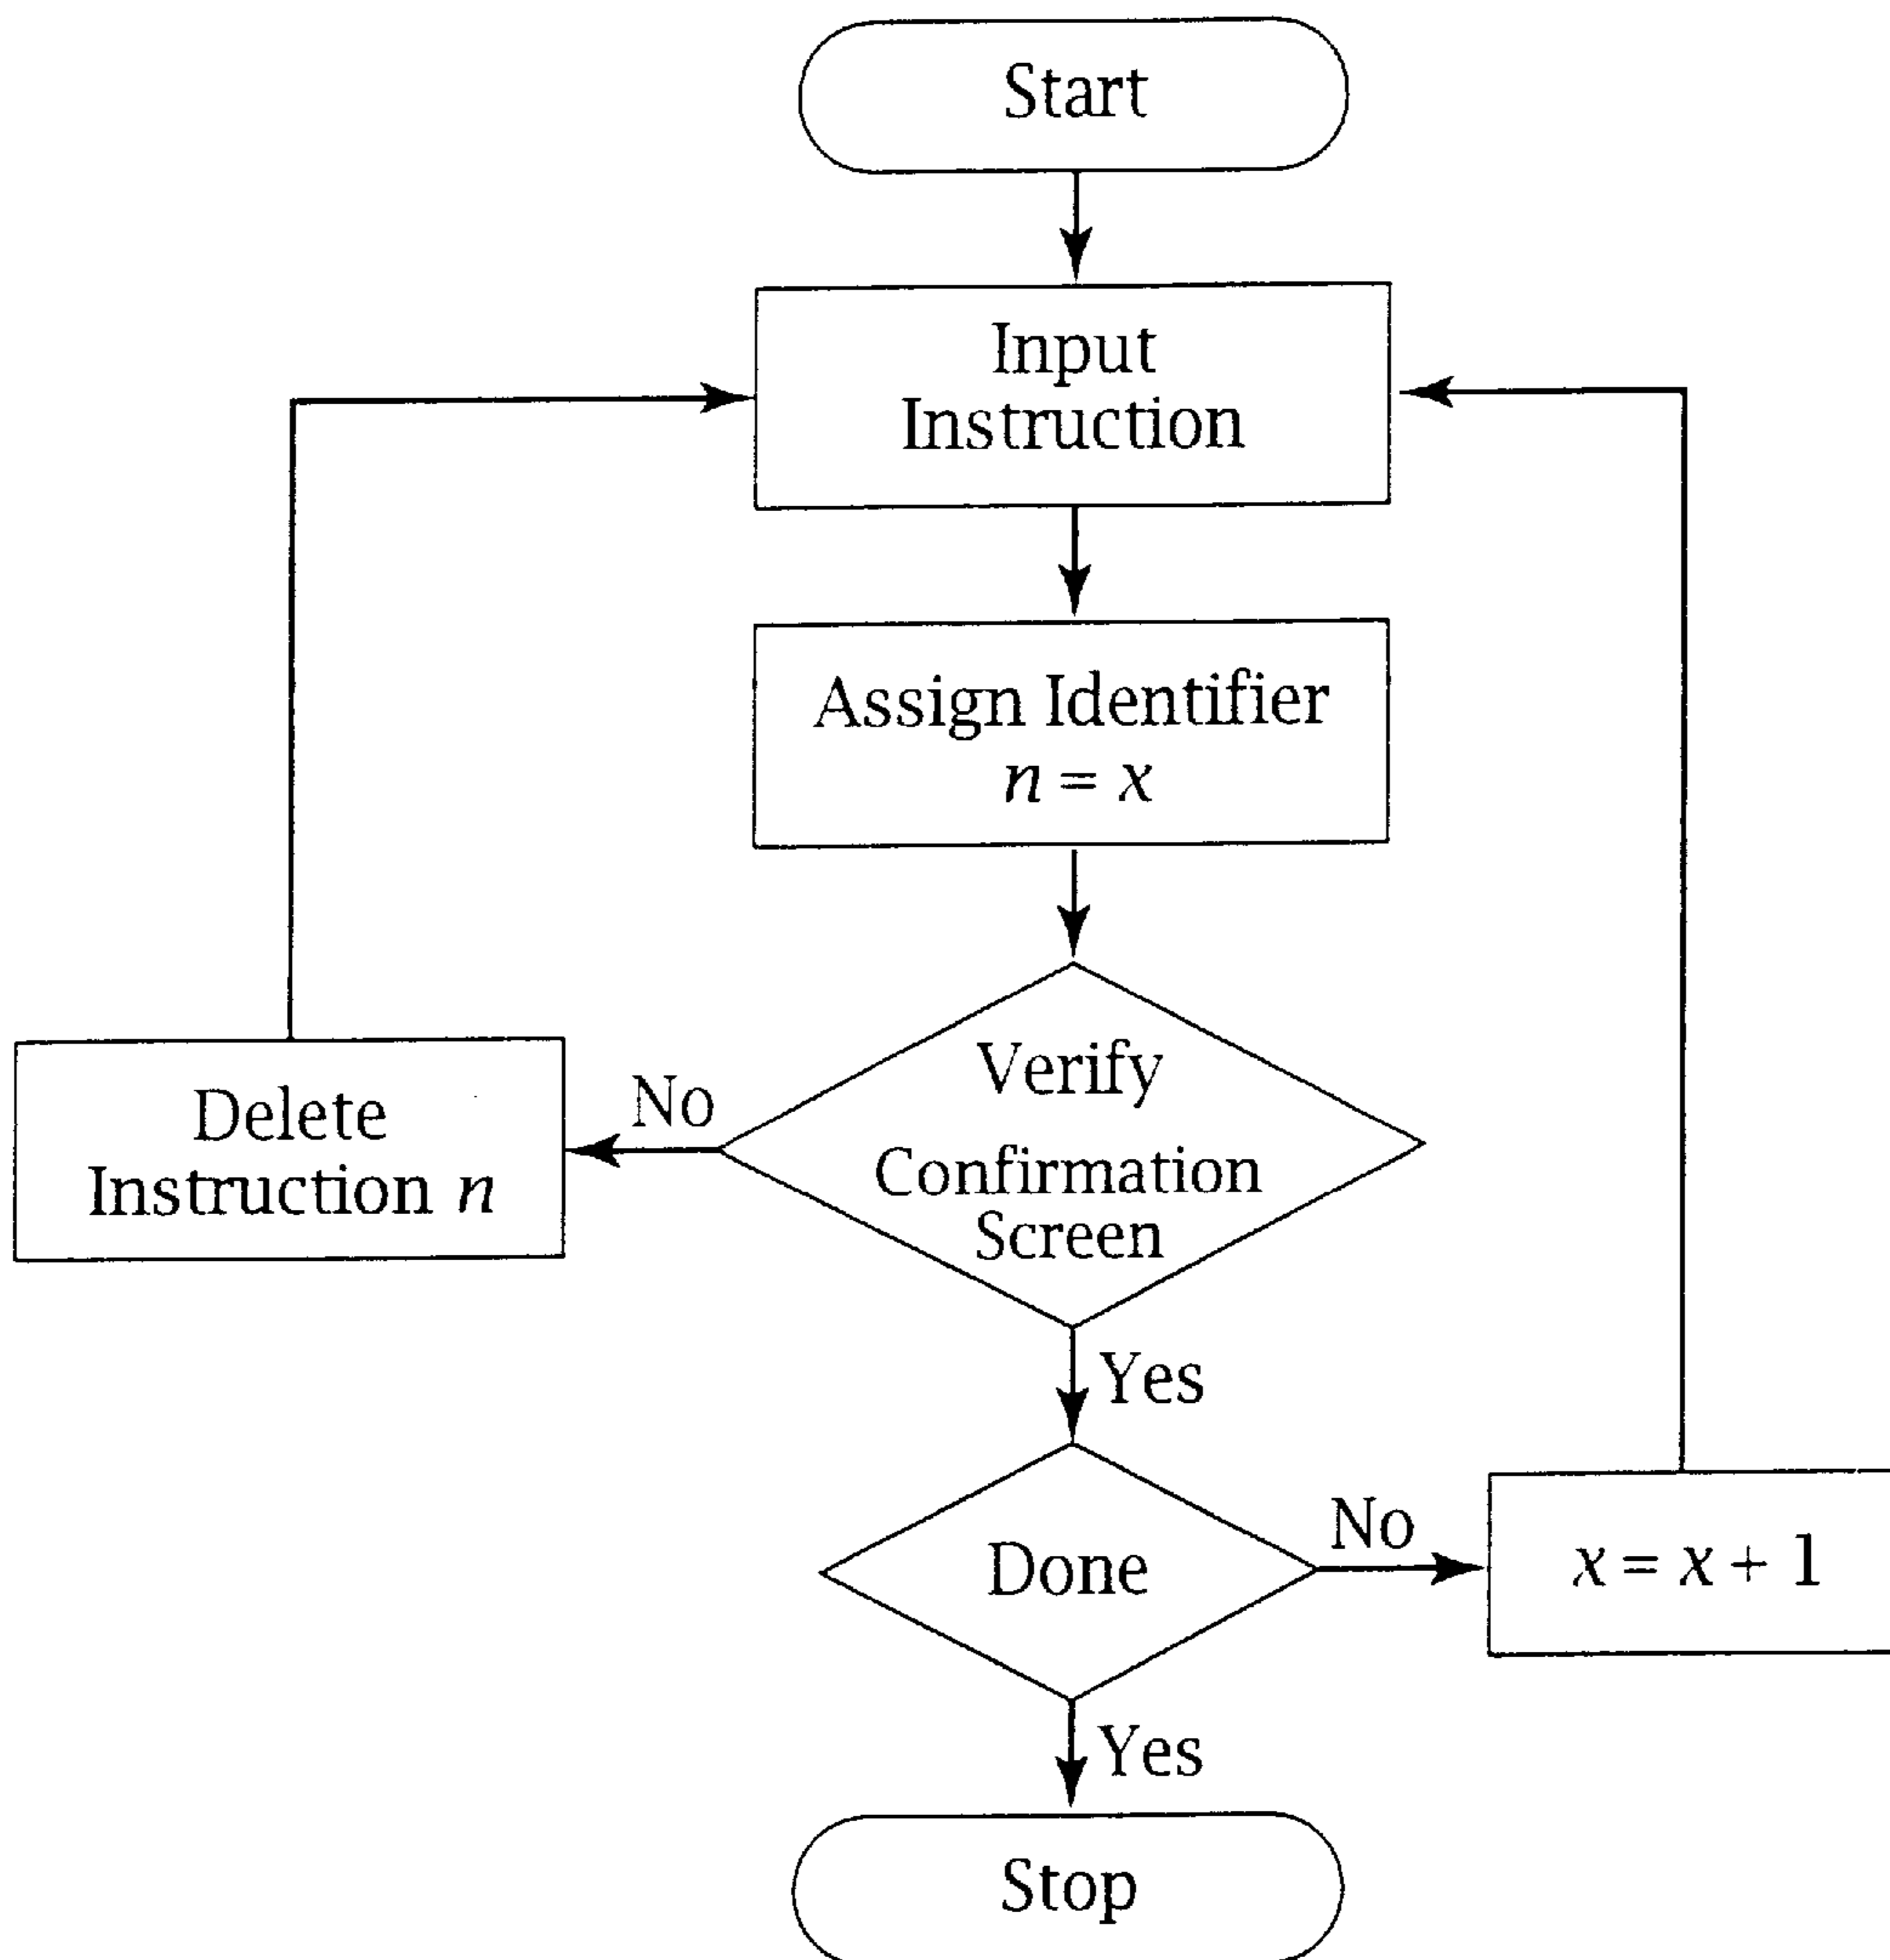 Start
Input
Instruction
Assign Identifier
n = x
Verify
Confirmation
Screen
No
Delete
Instruction n
Yes
Done
No
x = x + 1
Yes
Stop